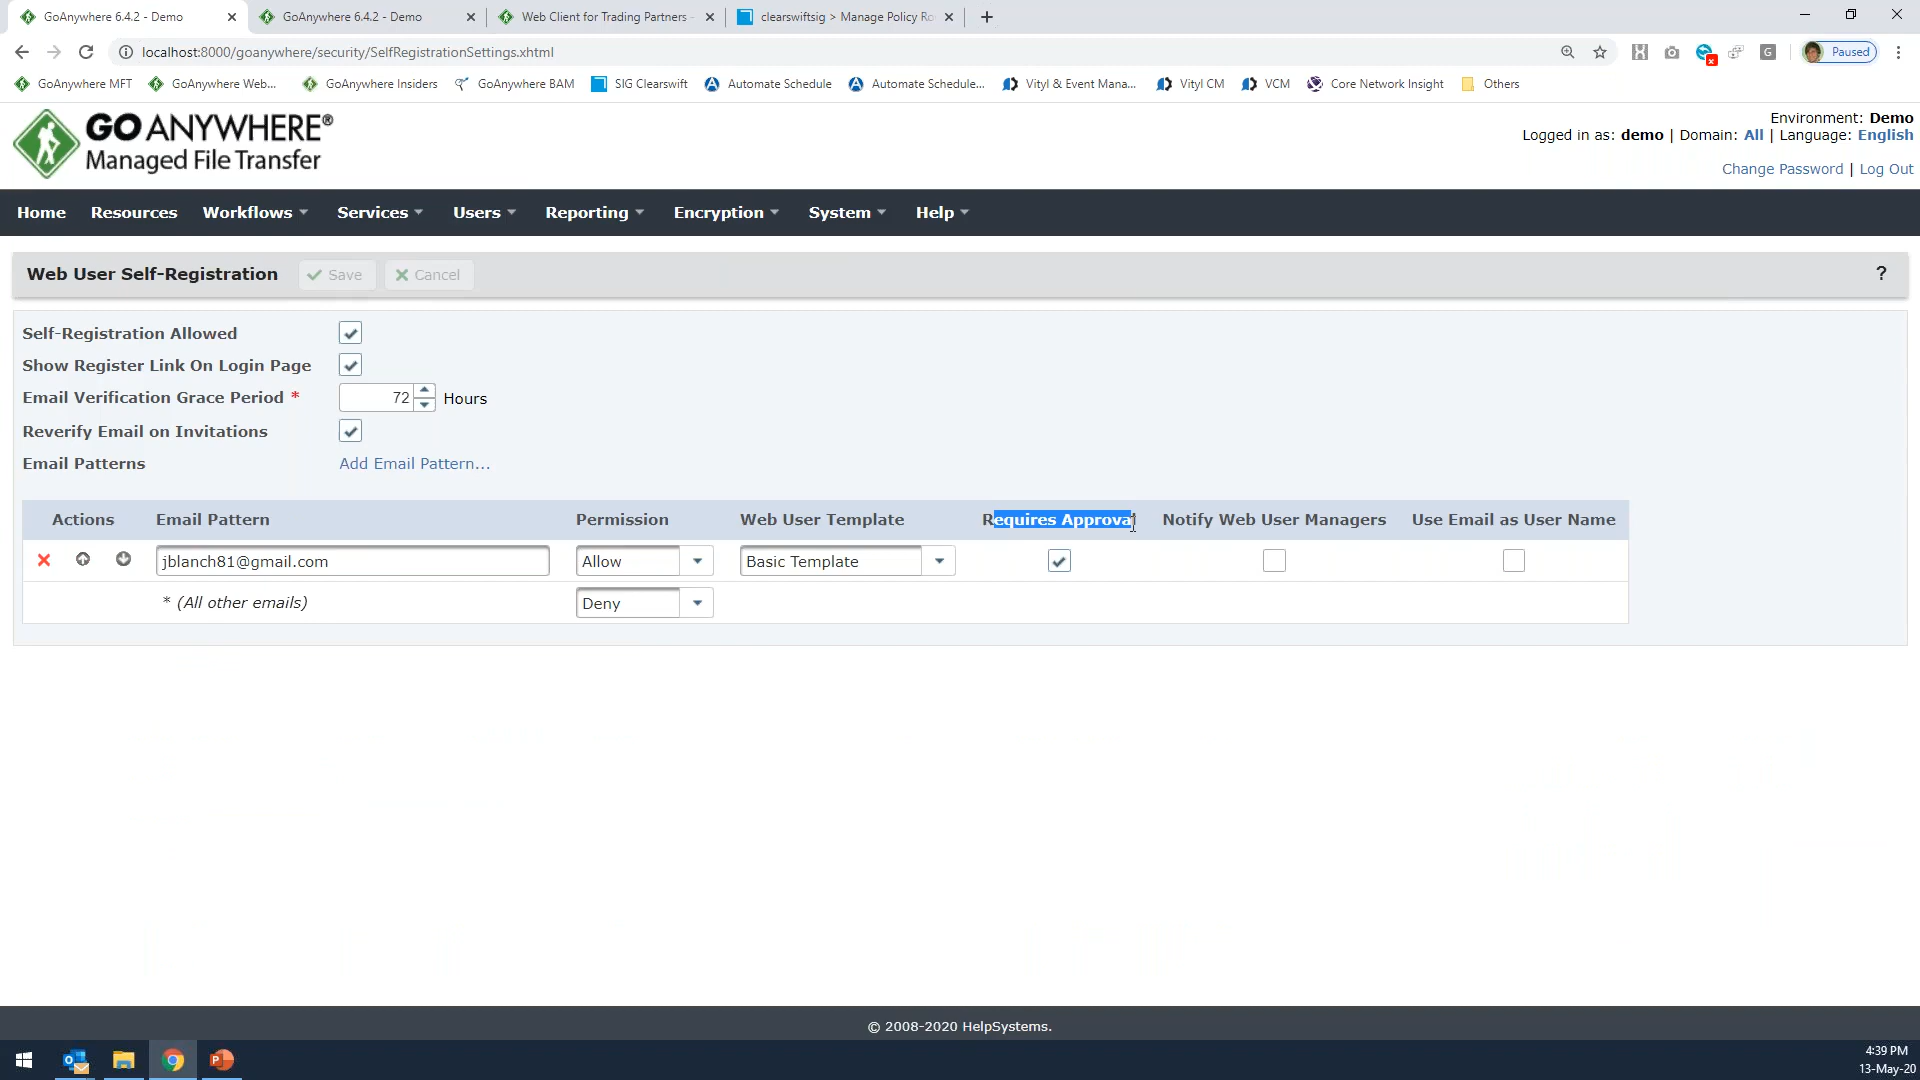 GoAnywhere 6.4.2 - Demo
GoAnywhere 6.4.2 - Demo
Web Client for Trading Partners -
clearswiftsig > Manage Policy Ro
localhost:8000/goanywhere/security/SelfRegistrationSettings.xhtml
Paused
GoAnywhere MFT
GoAnywhere Web...
GoAnywhere Insiders
GoAnywhere BAM
SIG Clearswift
Automate Schedule
Automate Schedule...
Vityl & Event Mana...
Vityl CM
VCM
Core Network Insight
Others
GO ANYWHERE®
Managed File Transfer
Environment: Demo
Logged in as: demo | Domain: All | Language: English
Change Password | Log Out
Home Resources Workflows Services Users Reporting Encryption System Help
Web User Self-Registration Save Cancel ?
Self-Registration Allowed
Show Register Link On Login Page
Email Verification Grace Period * 72 Hours
Reverify Email on Invitations
Email Patterns Add Email Pattern...
Actions Email Pattern Permission Web User Template Requires Approval Notify Web User Managers Use Email as User Name
jblanch81@gmail.com Allow Basic Template
* (All other emails) Deny
© 2008-2020 HelpSystems.
4:39 PM
13-May-20